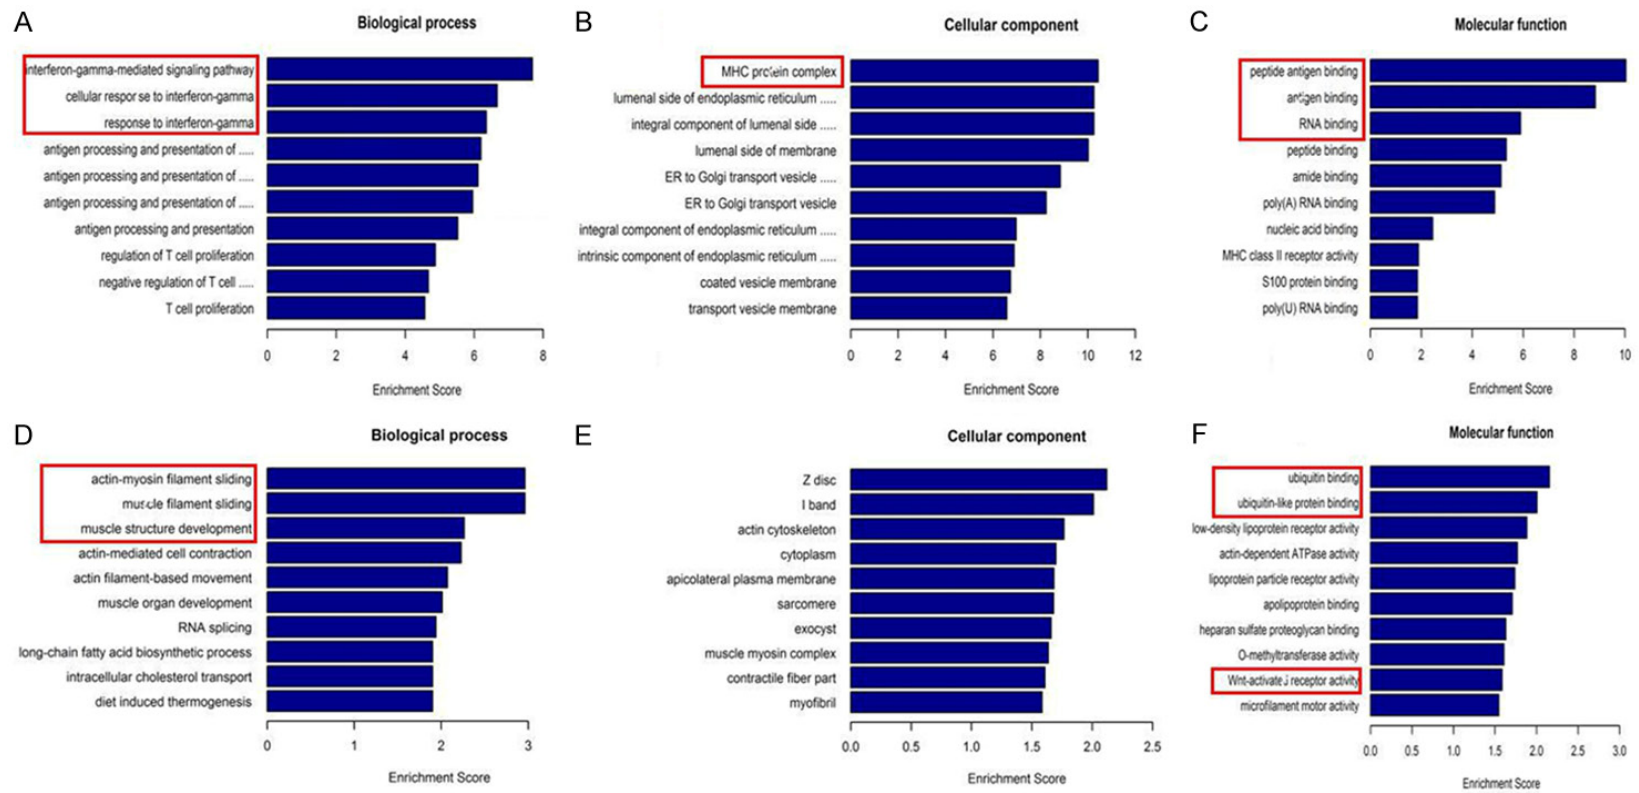 A
Biological process
interferon-gamma-mediated signaling pathway
cellular response to interferon-gamma
response to interferon-gamma
antigen processing and presentation of .....
antigen processing and presentation of .....
antigen processing and presentation of .....
antigen processing and presentation
regulation of T cell proliferation
negative regulation of T cell .....
T cell proliferation
0 2 4 6 8
Enrichment Score
B
Cellular component
MHC protein complex
lumenal side of endoplasmic reticulum .....
integral component of lumenal side .....
lumenal side of membrane
ER to Golgi transport vesicle .....
ER to Golgi transport vesicle
integral component of endoplasmic reticulum .....
intrinsic component of endoplasmic reticulum .....
coated vesicle membrane
transport vesicle membrane
0 2 4 6 8 10 12
Enrichment Score
C
Molecular function
peptide antigen binding
antigen binding
RNA binding
peptide binding
amide binding
poly(A) RNA binding
nucleic acid binding
MHC class II receptor activity
S100 protein binding
poly(U) RNA binding
0 2 4 6 8 10
Enrichment Score
D
Biological process
actin-myosin filament sliding
muscle filament sliding
muscle structure development
actin-mediated cell contraction
actin filament-based movement
muscle organ development
RNA splicing
long-chain fatty acid biosynthetic process
intracellular cholesterol transport
diet induced thermogenesis
0 1 2 3
Enrichment Score
E
Cellular component
Z disc
I band
actin cytoskeleton
cytoplasm
apicolateral plasma membrane
sarcomere
exocyst
muscle myosin complex
contractile fiber part
myofibril
0.0 0.5 1.0 1.5 2.0 2.5
Enrichment Score
F
Molecular function
ubiquitin binding
ubiquitin-like protein binding
low-density lipoprotein receptor activity
actin-dependent ATPase activity
lipoprotein particle receptor activity
apolipoprotein binding
heparan sulfate proteoglycan binding
O-methyltransferase activity
Wnt-activated receptor activity
microfilament motor activity
0.0 0.5 1.0 1.5 2.0 2.5 3.0
Enrichment Score